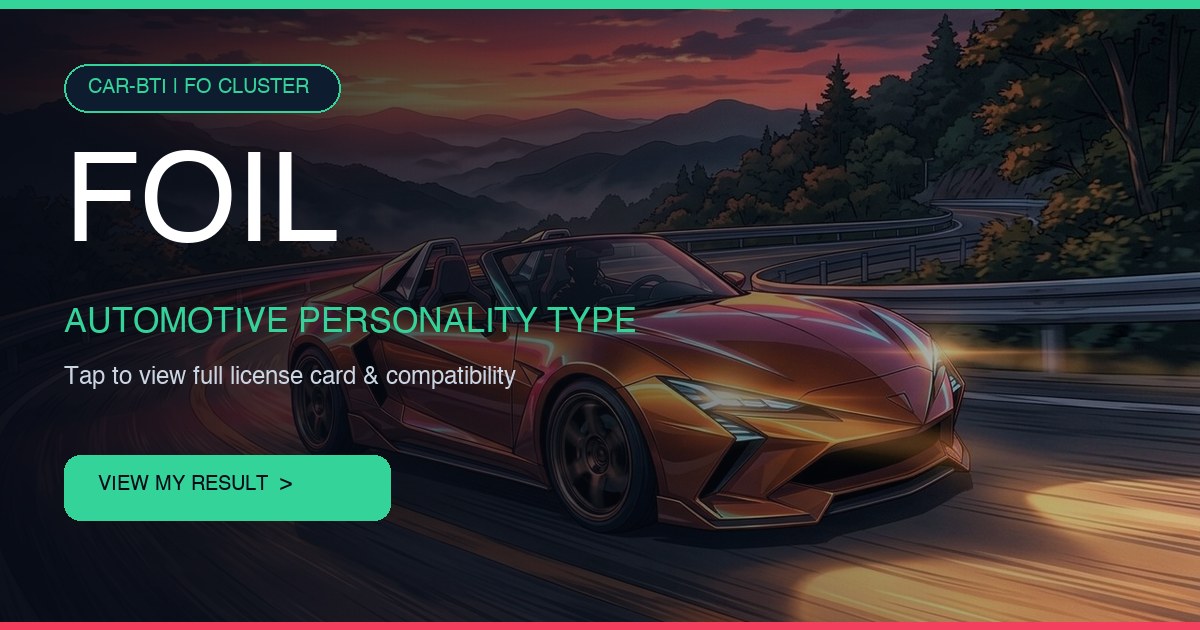 CAR-BTI | FO CLUSTER
FOIL
AUTOMOTIVE PERSONALITY TYPE
Tap to view full license card & compatibility
VIEW MY RESULT >